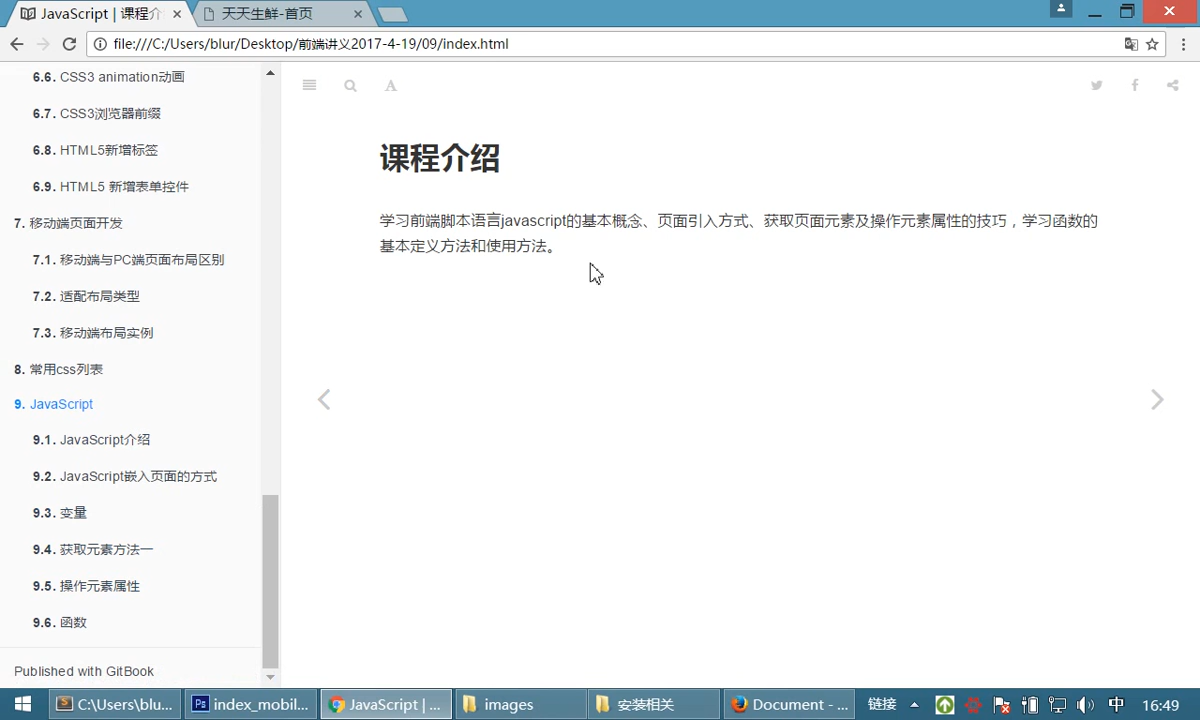 JavaScript | 课程介
天天生鲜-首页
file:///C:/Users/blur/Desktop/前端讲义2017-4-19/09/index.html
6.6. CSS3 animation动画
6.7. CSS3浏览器前缀
6.8. HTML5新增标签
6.9. HTML5 新增表单控件
7. 移动端页面开发
7.1. 移动端与PC端页面布局区别
7.2. 适配布局类型
7.3. 移动端布局实例
8. 常用css列表
9. JavaScript
9.1. JavaScript介绍
9.2. JavaScript嵌入页面的方式
9.3. 变量
9.4. 获取元素方法一
9.5. 操作元素属性
9.6. 函数
Published with GitBook
A
课程介绍
学习前端脚本语言javascript的基本概念、页面引入方式、获取页面元素及操作元素属性的技巧，学习函数的
基本定义方法和使用方法。
C:\Users\blu...
index_mobil...
JavaScript | ...
images
安装相关
Document - ...
链接
中
16:49